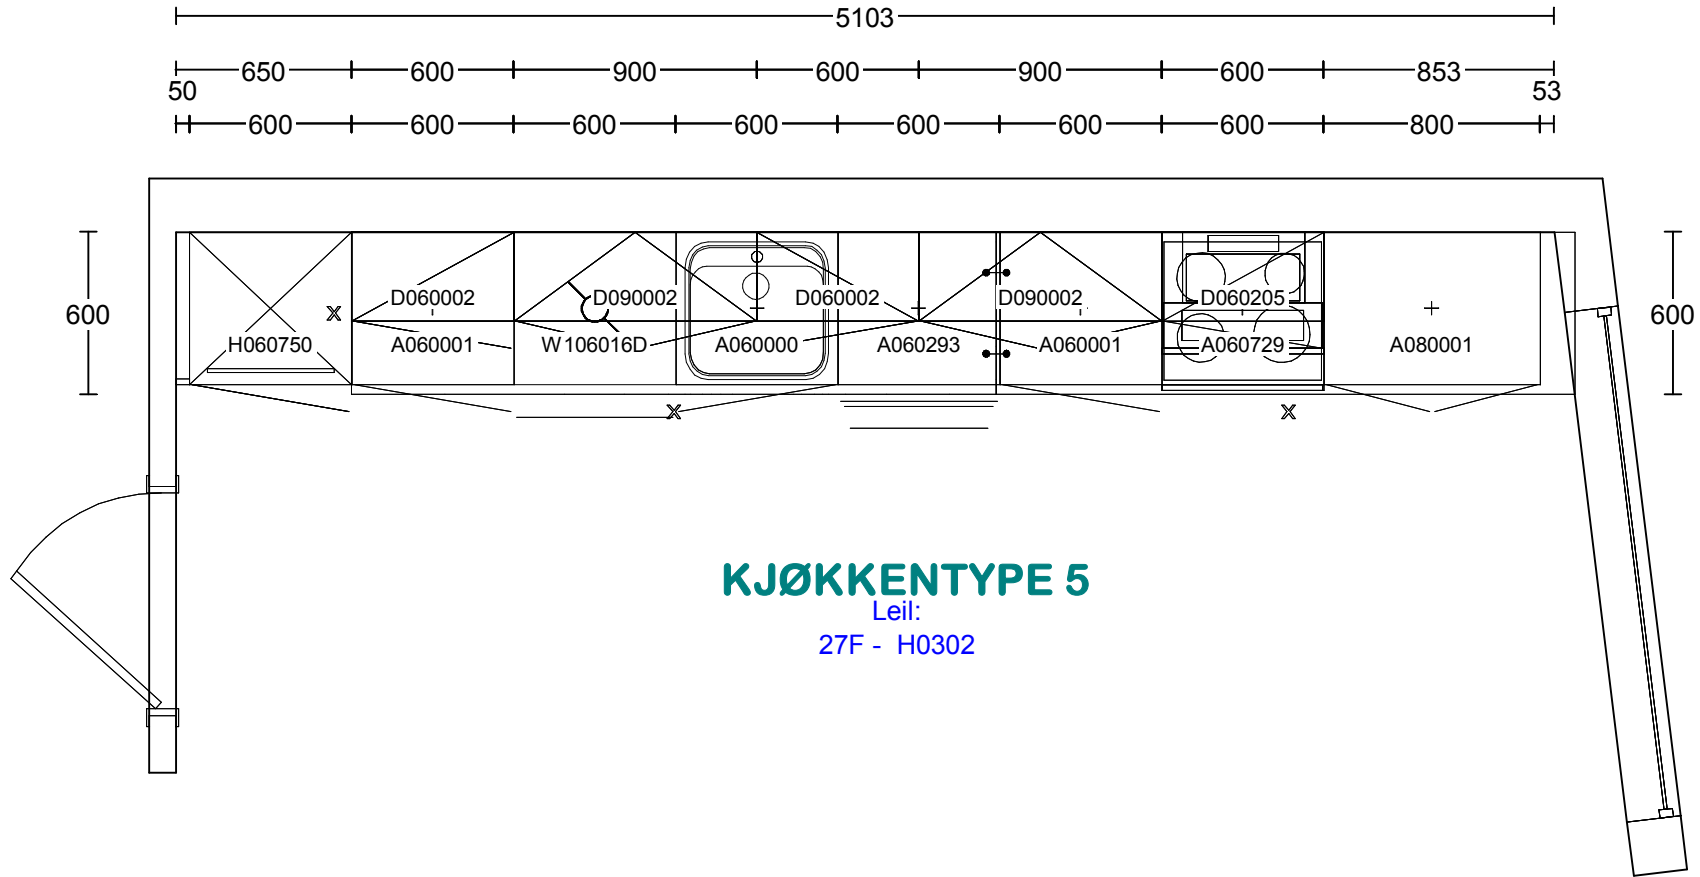 5103
650 600 900 600 900 600 853
50 53
600 600 600 600 600 600 600 800
600 600
D060002 D090002 D060002 D090002 D060205
X
H060750 A060001 W106016D A060000 A060293 A060001 A060729 A080001
X X
KJØKKENTYPE 5
Leil:
27F - H0302